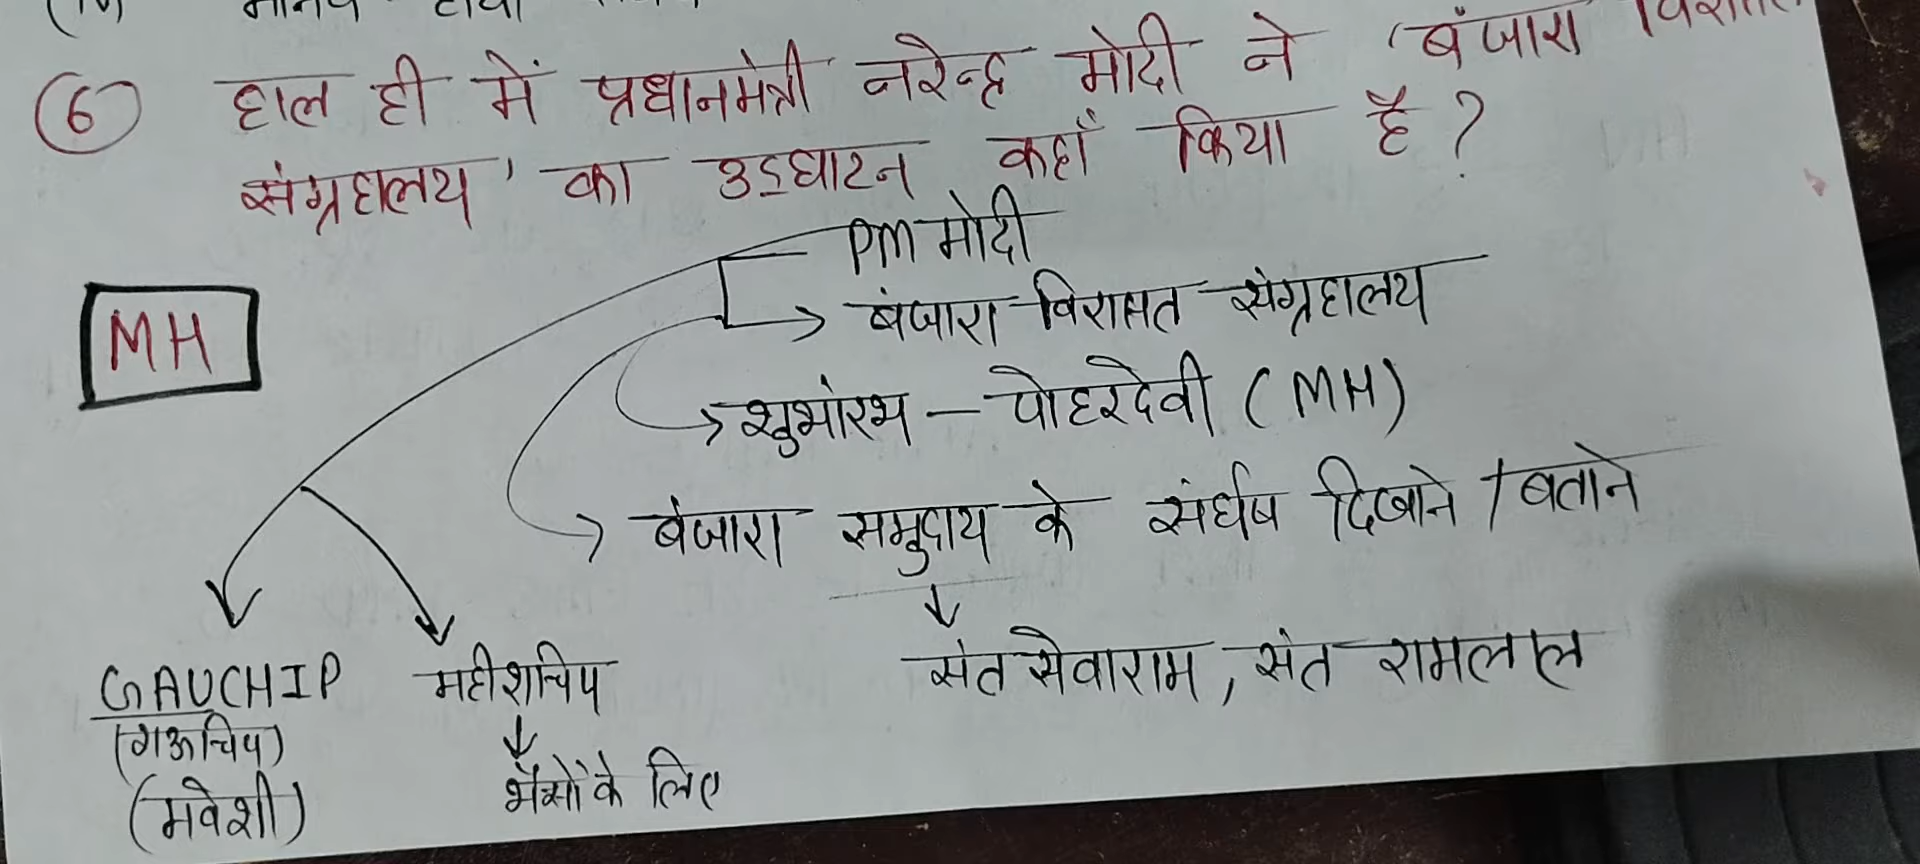 ⑥ हाल ही में प्रधानमंत्री नरेन्द्र मोदी ने 'बंजारा विरासत
संग्रहालय' का उद्घाटन कहाँ किया है?
MH
PM मोदी
→ बंजारा विरासत संग्रहालय
→ शुभांरभ – पोहरदेवी (MH)
→ बंजारा समुदाय के संर्घष दिखाने / बताने
संत सेवाराम, संत रामलाल
GAUCHIP महीशचिप
(गऊचिप)
(मवेशी) भैंसों के लिए